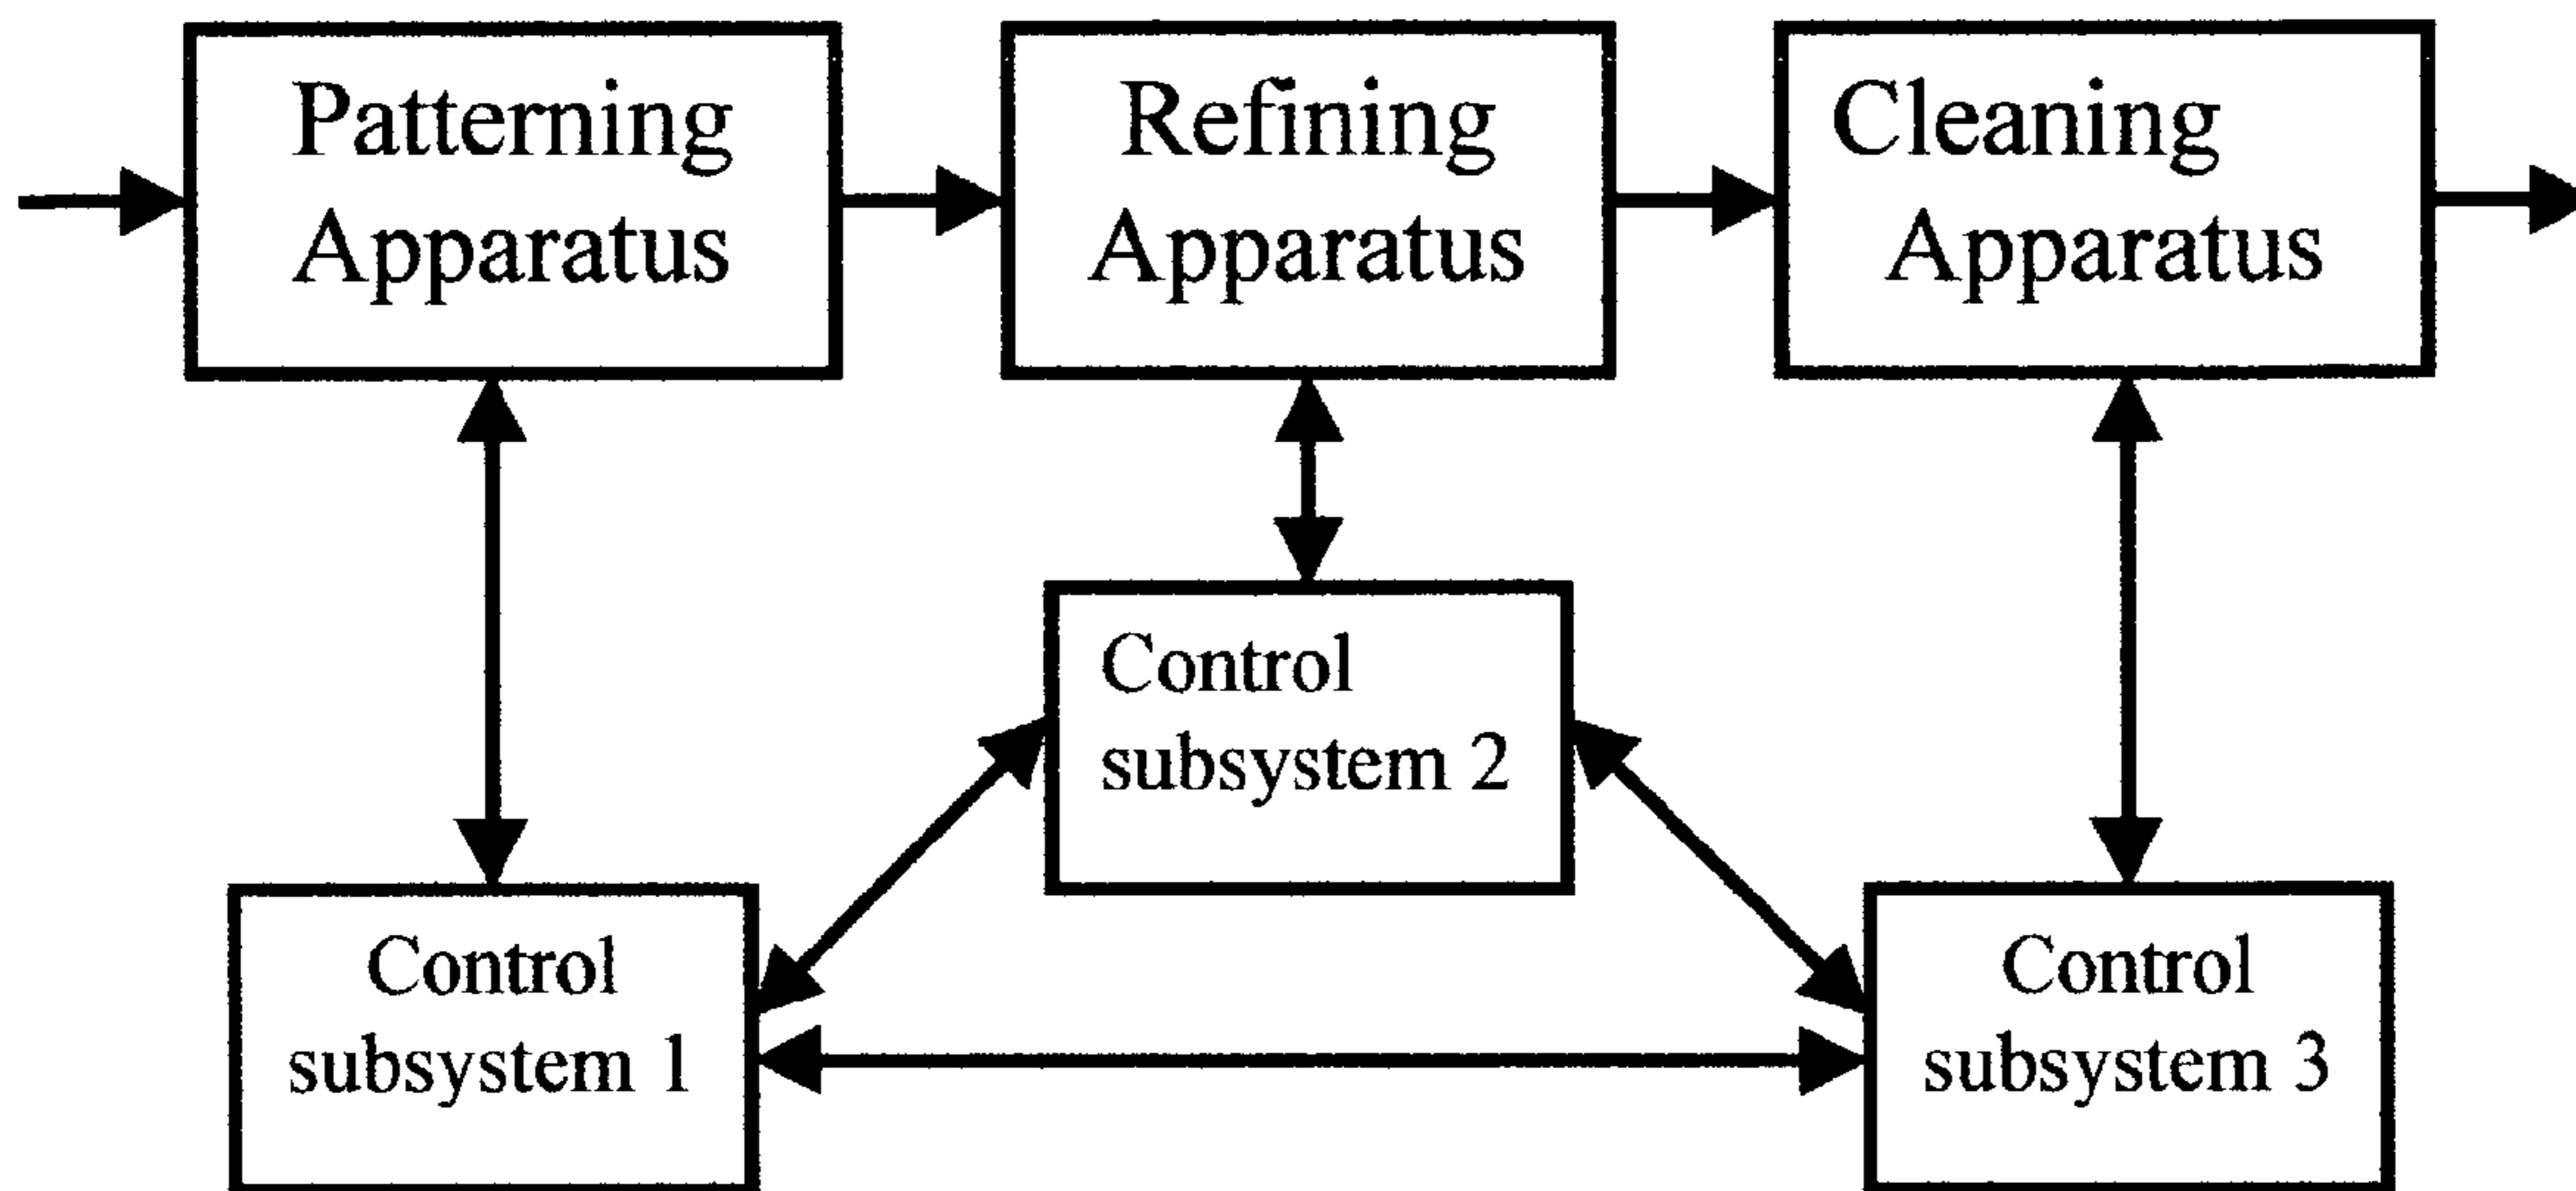 Patterning
Apparatus
Refining
Apparatus
Cleaning
Apparatus
Control
subsystem 2
Control
subsystem 1
Control
subsystem 3